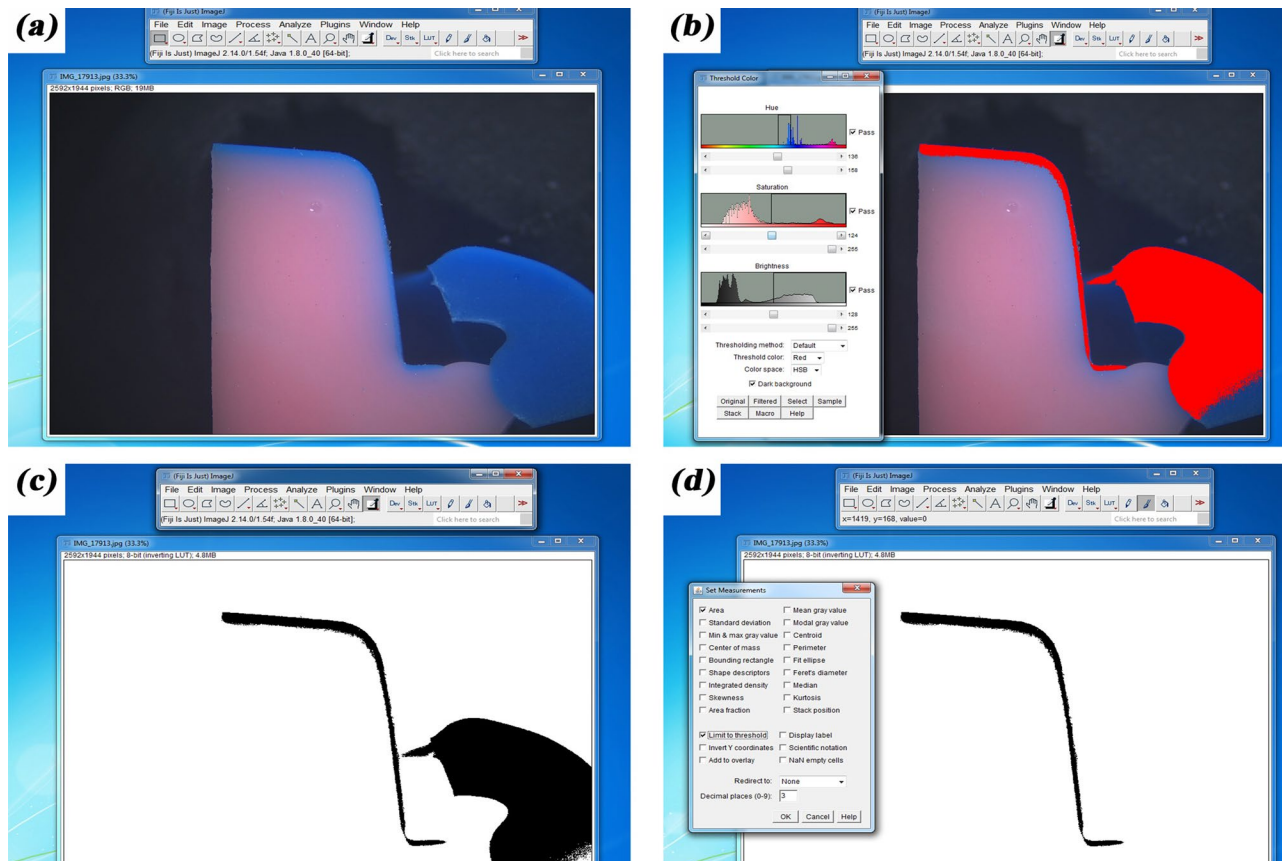 (a)
(Fiji Is Just) ImageJ
File Edit Image Process Analyze Plugins Window Help
Dev Stk LUT
(Fiji Is Just) ImageJ 2.14.0/1.54f; Java 1.8.0_40 [64-bit];
Click here to search
IMG_17913.jpg (33.3%)
2592x1944 pixels; RGB; 19MB
(b)
(Fiji Is Just) ImageJ
File Edit Image Process Analyze Plugins Window Help
Dev Stk LUT
(Fiji Is Just) ImageJ 2.14.0/1.54f; Java 1.8.0_40 [64-bit];
Click here to search
Threshold Color
Hue
Pass
136
158
Saturation
Pass
124
255
Brightness
Pass
128
255
Thresholding method: Default
Threshold color: Red
Color space: HSB
Dark background
Original Filtered Select Sample
Stack Macro Help
(c)
(Fiji Is Just) ImageJ
File Edit Image Process Analyze Plugins Window Help
Dev Stk LUT
(Fiji Is Just) ImageJ 2.14.0/1.54f; Java 1.8.0_40 [64-bit];
Click here to search
IMG_17913.jpg (33.3%)
2592x1944 pixels; 8-bit (inverting LUT); 4.8MB
(d)
(Fiji Is Just) ImageJ
File Edit Image Process Analyze Plugins Window Help
Dev Stk LUT
x=1419, y=168, value=0
Click here to search
IMG_17913.jpg (33.3%)
2592x1944 pixels; 8-bit (inverting LUT); 4.8MB
Set Measurements
Area Mean gray value
Standard deviation Modal gray value
Min & max gray value Centroid
Center of mass Perimeter
Bounding rectangle Fit ellipse
Shape descriptors Feret's diameter
Integrated density Median
Skewness Kurtosis
Area fraction Stack position
Limit to threshold Display label
Invert Y coordinates Scientific notation
Add to overlay NaN empty cells
Redirect to: None
Decimal places (0-9): 3
OK Cancel Help